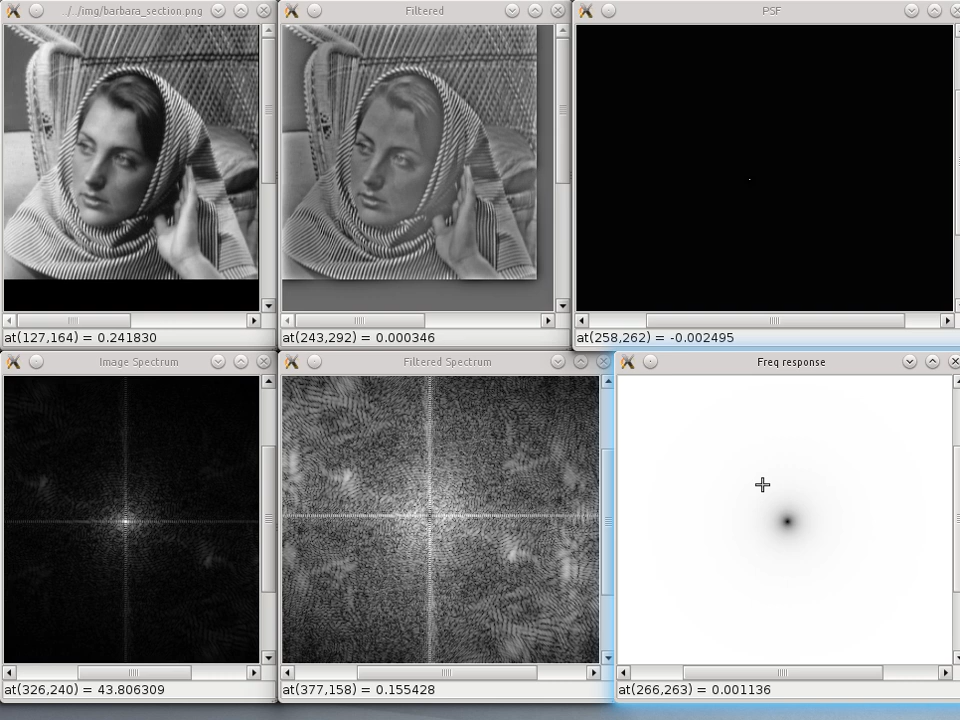 ../../img/barbara_section.png
Filtered
PSF
at(127,164) = 0.241830
at(243,292) = 0.000346
at(258,262) = -0.002495
Image Spectrum
Filtered Spectrum
Freq response
at(326,240) = 43.806309
at(377,158) = 0.155428
at(266,263) = 0.001136